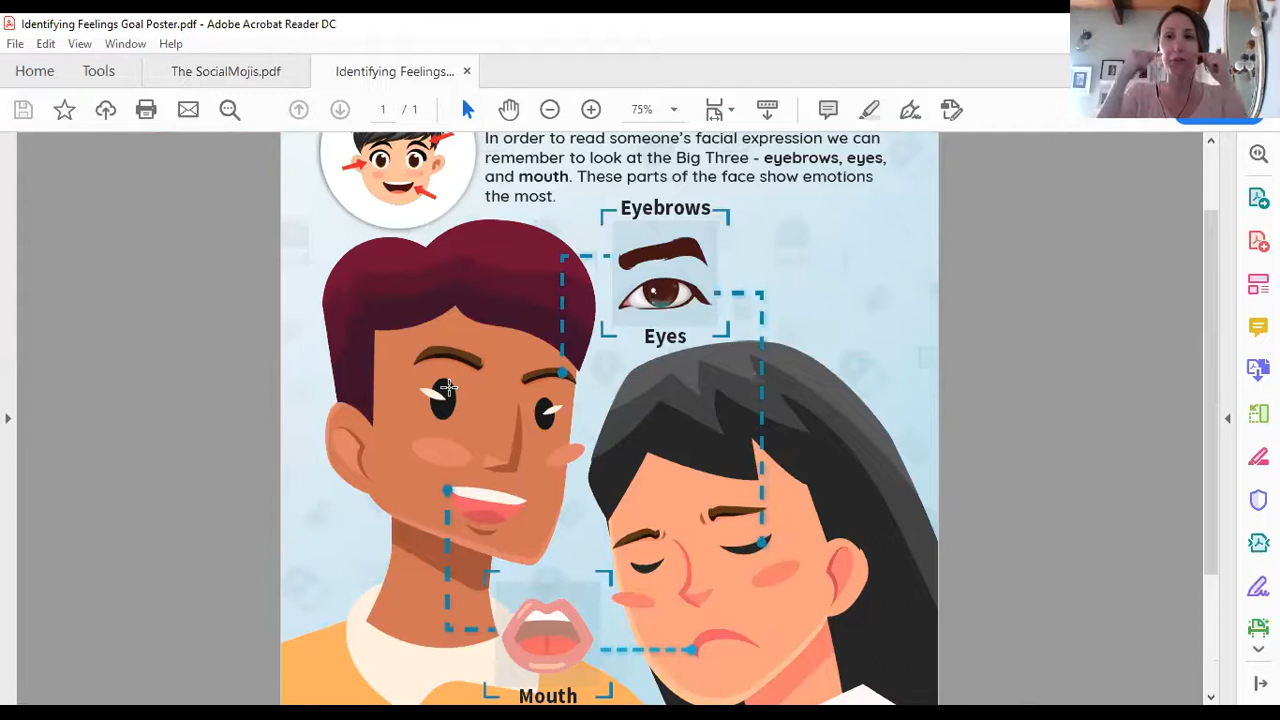 Identifying Feelings Goal Poster.pdf - Adobe Acrobat Reader DC
File Edit View Window Help
Home Tools The SocialMojis.pdf Identifying Feelings... ×
1 / 1 75%
In order to read someone's facial expression we can
remember to look at the Big Three - eyebrows, eyes,
and mouth. These parts of the face show emotions
the most.
Eyebrows
Eyes
Mouth